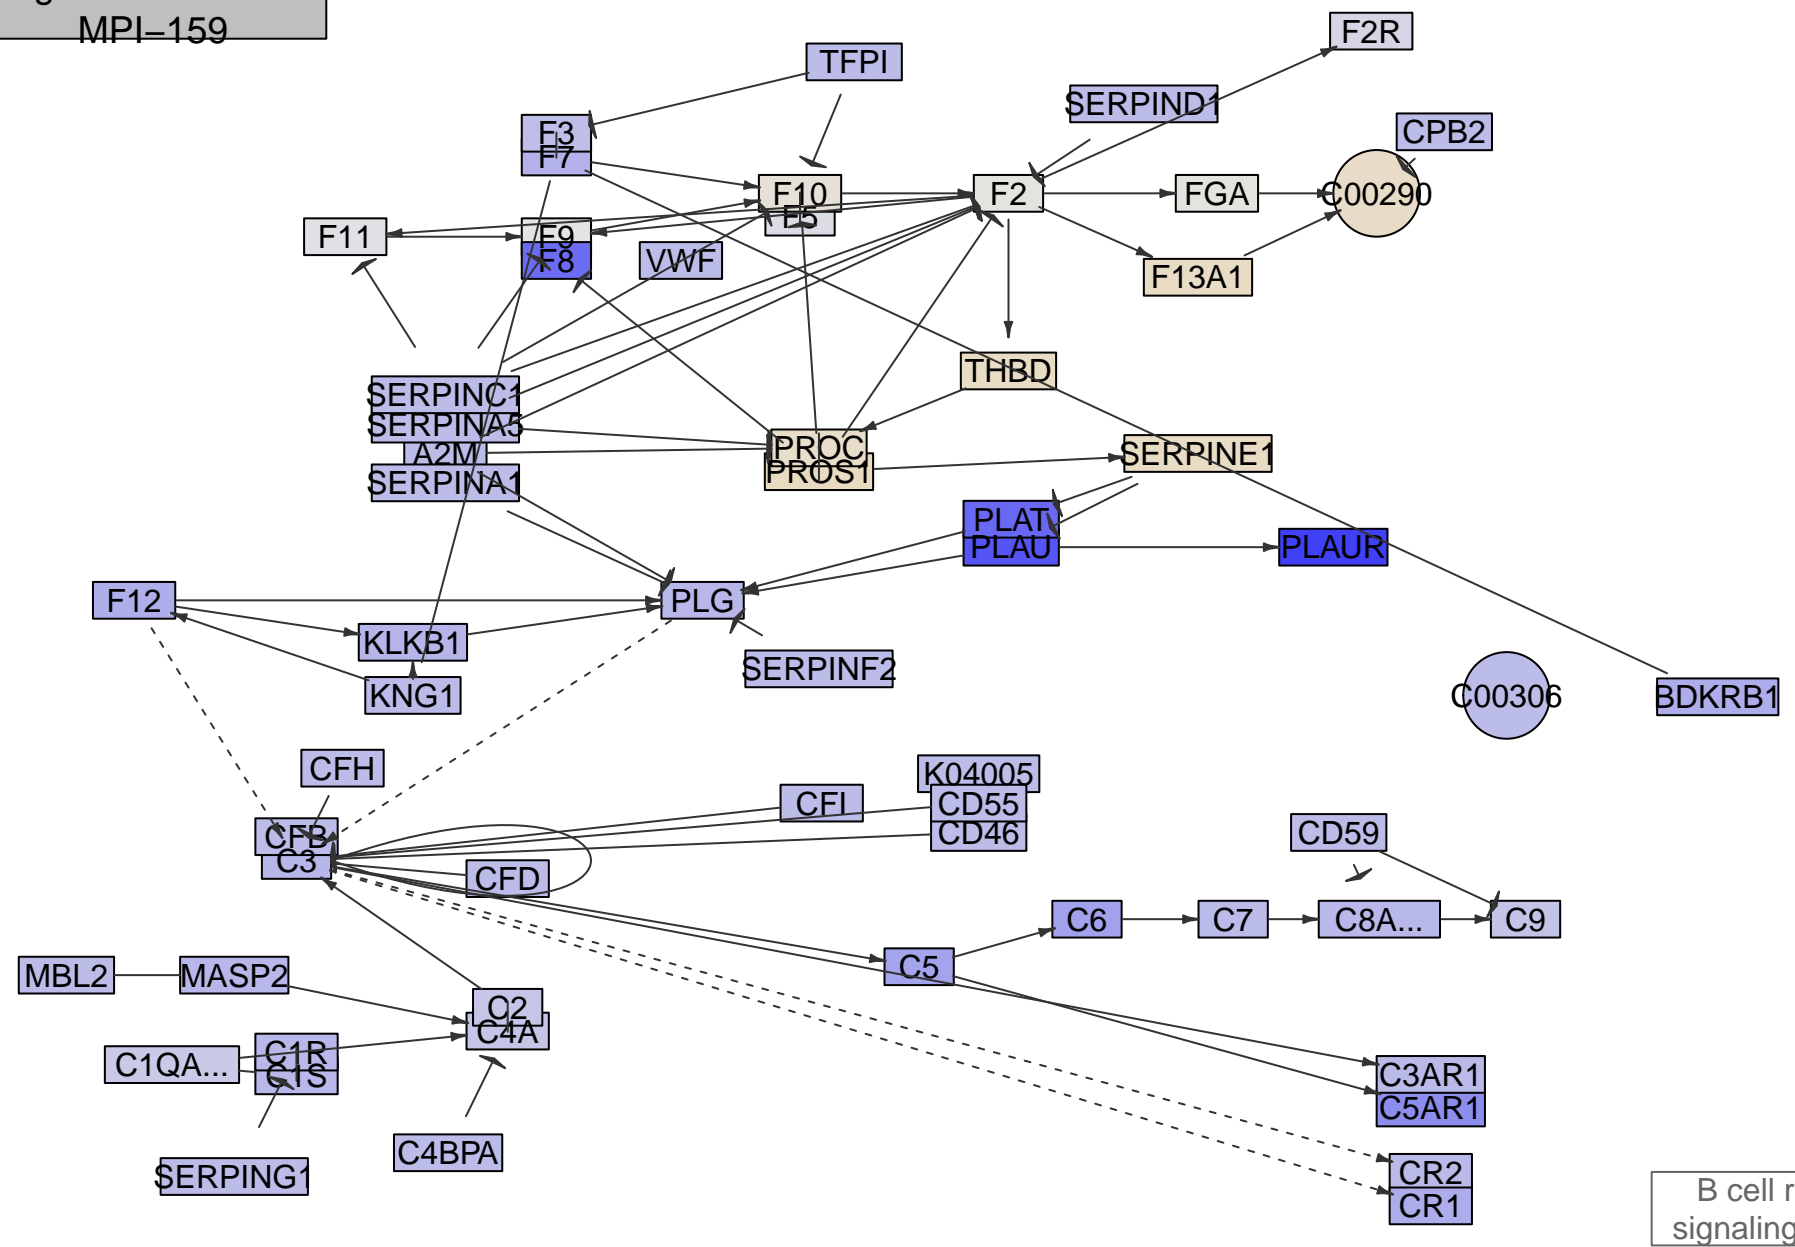 MPI–159
F2R
TFPI
SERPIND1
CPB2
F3
F7
F10
F5
F2
FGA
C00290
F11
F9
F8
VWF
F13A1
SERPINC1
SERPINA5
A2M
SERPINA1
THBD
PROC
PROS1
SERPINE1
PLAT
PLAU
PLAUR
F12
PLG
KLKB1
KNG1
SERPINF2
C00306
BDKRB1
CFH
CFI
K04005
CD55
CD46
CD59
CFB
C3
CFD
C6
C7
C8A...
C9
C5
MBL2
MASP2
C2
C4A
C1QA...
C1R
C1S
C3AR1
C5AR1
C4BPA
SERPING1
CR2
CR1
B cell r
signaling